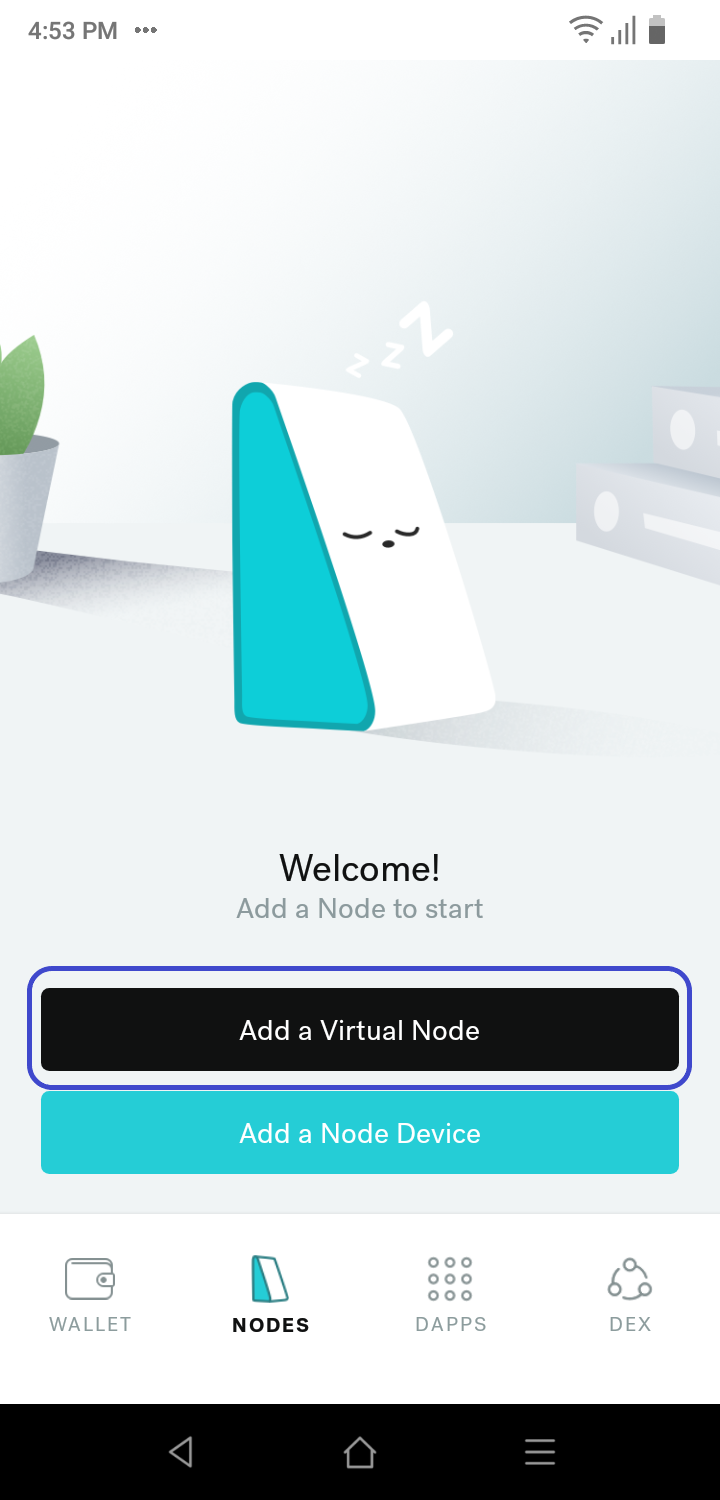 4:53 PM
z z Z
Welcome!
Add a Node to start
Add a Virtual Node
Add a Node Device
WALLET NODES DAPPS DEX